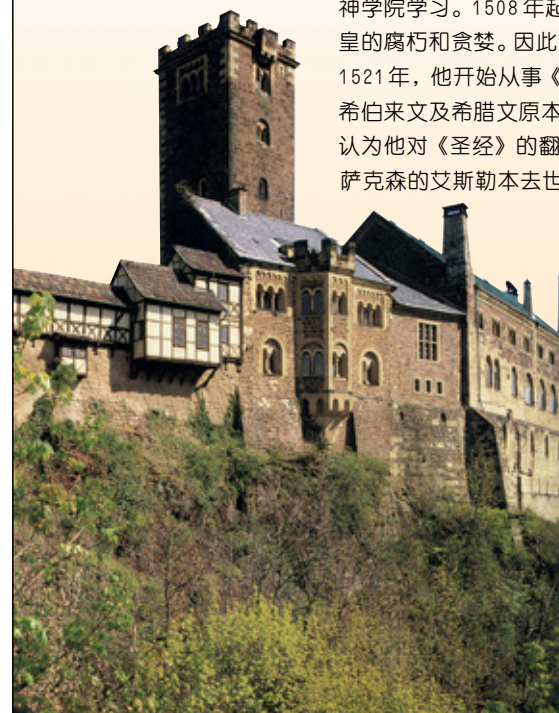 神学院学习。1508年起
皇的腐朽和贪婪。因此
1521年，他开始从事《
希伯来文及希腊文原本
认为他对《圣经》的翻
萨克森的艾斯勒本去世